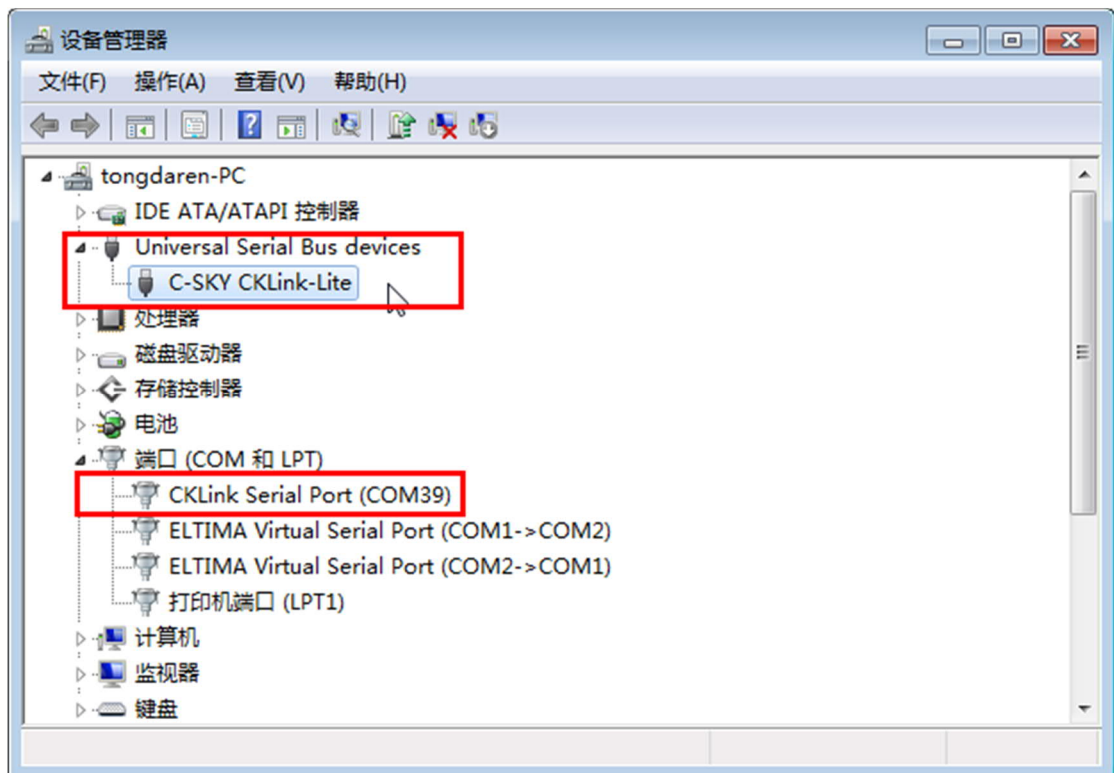 设备管理器
文件(F) 操作(A) 查看(V) 帮助(H)
tongdaren-PC
IDE ATA/ATAPI 控制器
Universal Serial Bus devices
C-SKY CKLink-Lite
处理器
磁盘驱动器
存储控制器
电池
端口 (COM 和 LPT)
CKLink Serial Port (COM39)
ELTIMA Virtual Serial Port (COM1->COM2)
ELTIMA Virtual Serial Port (COM2->COM1)
打印机端口 (LPT1)
计算机
监视器
键盘